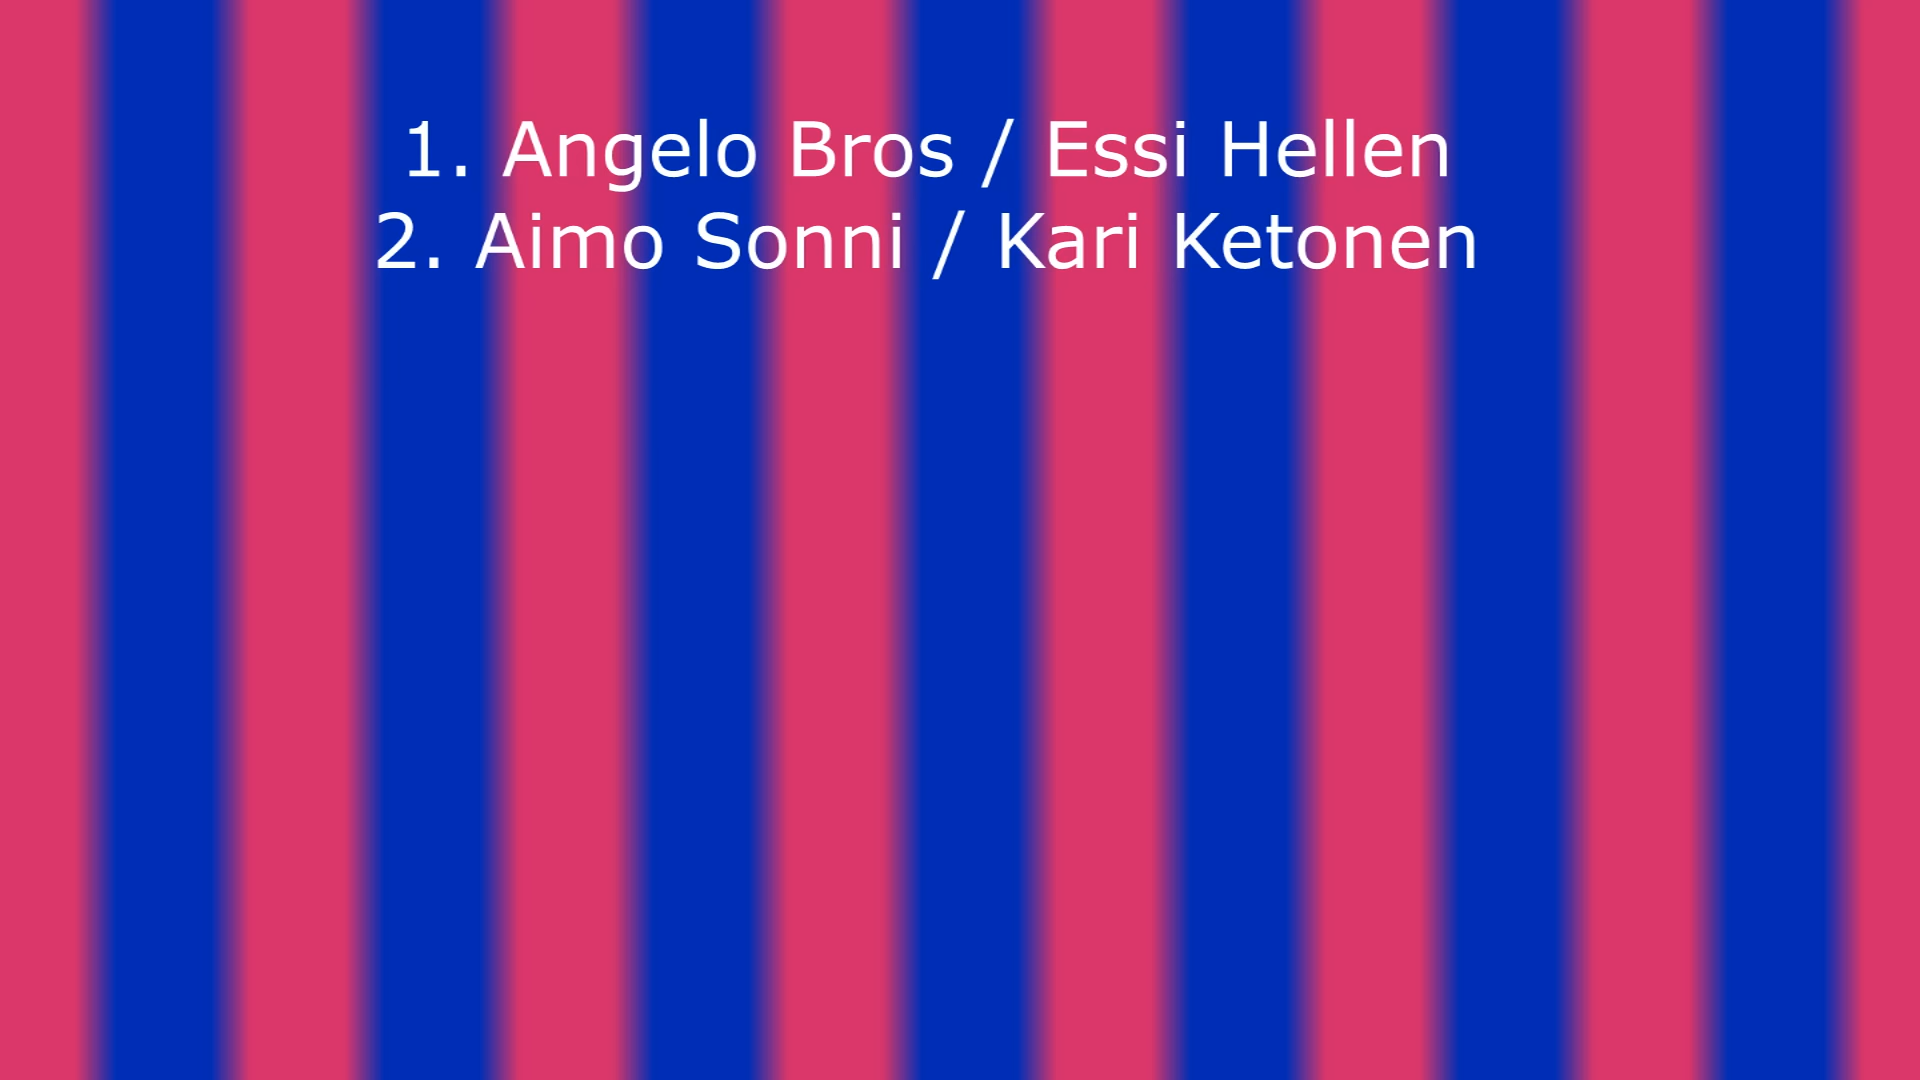 1. Angelo Bros / Essi Hellen
2. Aimo Sonni / Kari Ketonen